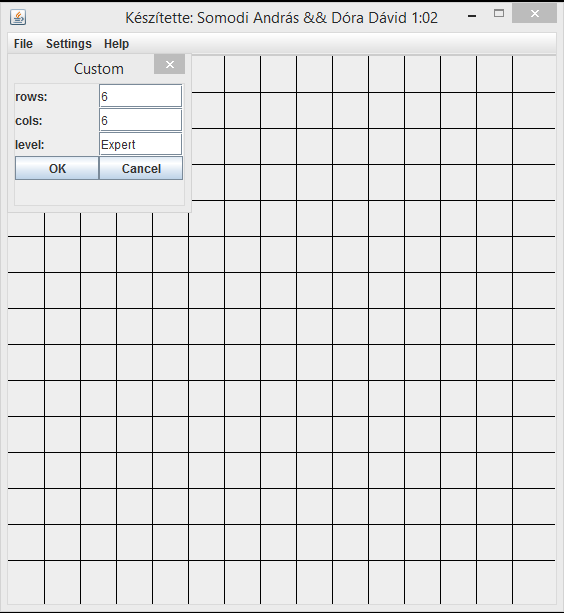 Készítette: Somodi András && Dóra Dávid 1:02
File Settings Help
Custom
rows: 6
cols: 6
level: Expert
OK Cancel